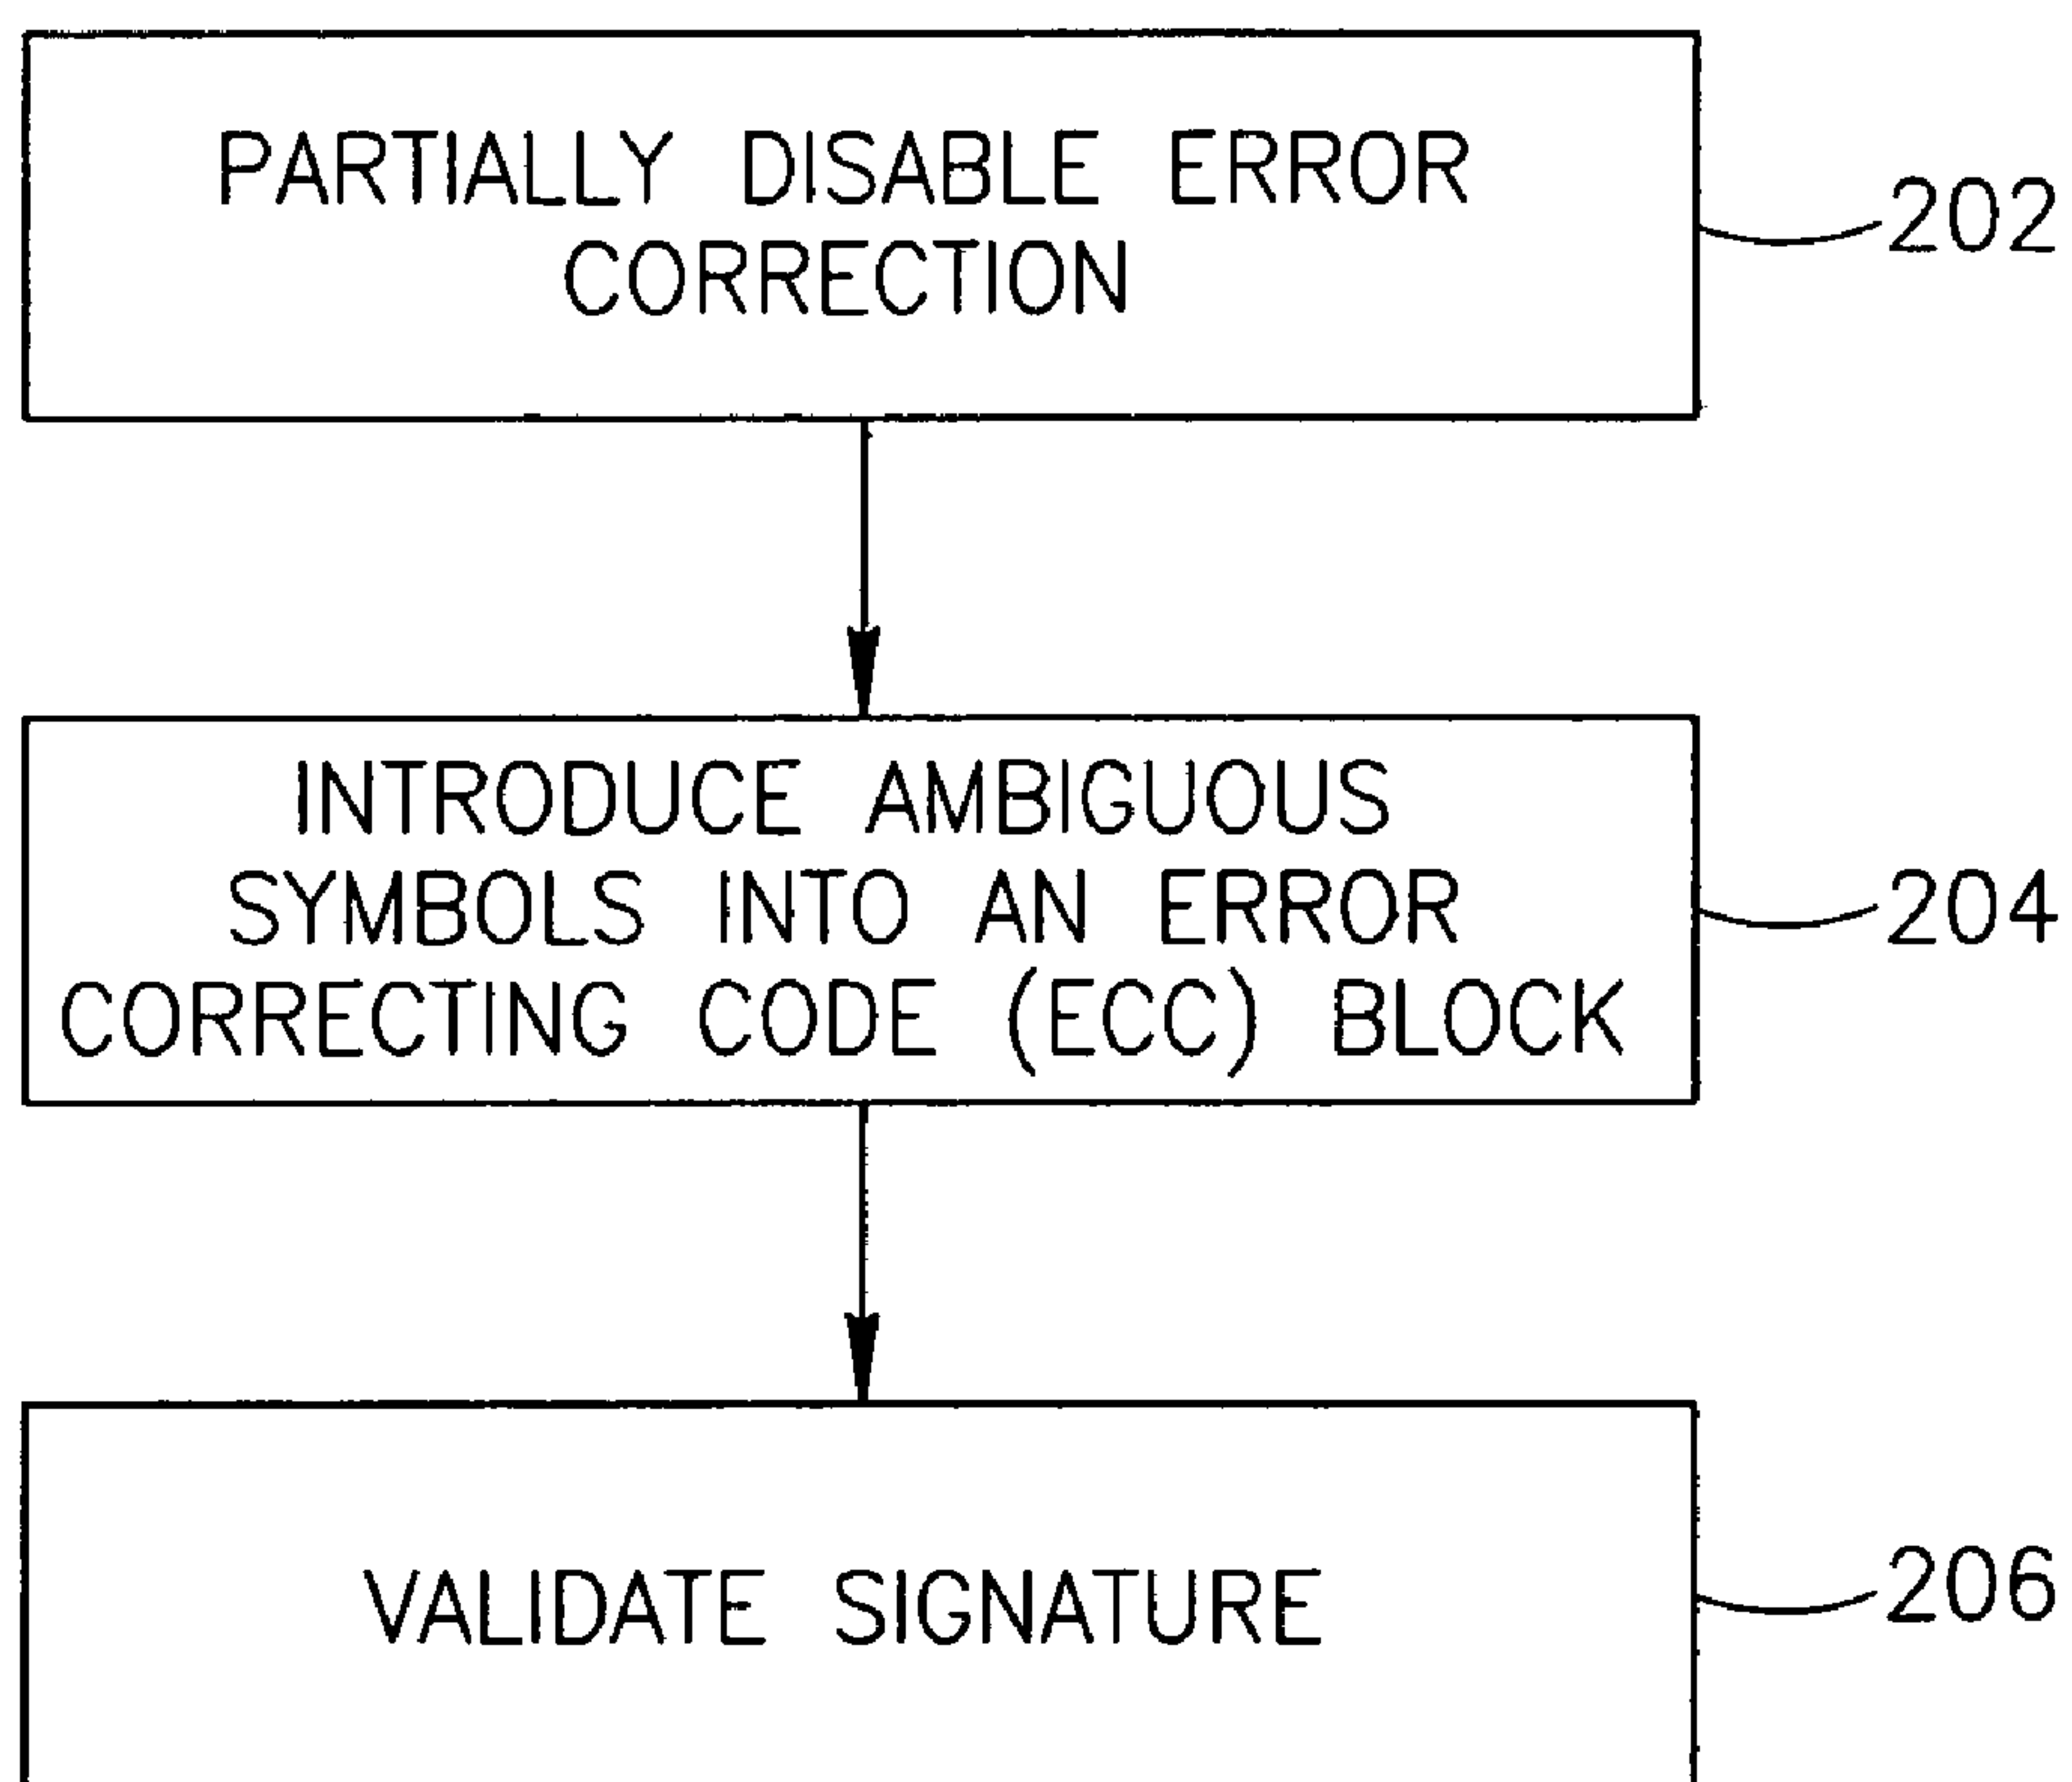 PARTIALLY DISABLE ERROR
CORRECTION
202
INTRODUCE AMBIGUOUS
SYMBOLS INTO AN ERROR
CORRECTING CODE (ECC) BLOCK
204
VALIDATE SIGNATURE
206